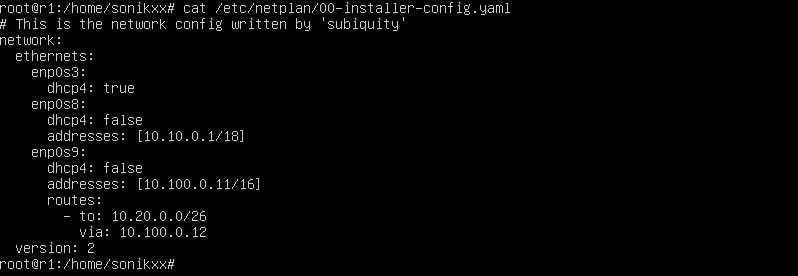 root@r1:/home/sonikxx# cat /etc/netplan/00-installer-config.yaml
# This is the network config written by 'subiquity'
network:
  ethernets:
    enp0s3:
      dhcp4: true
    enp0s8:
      dhcp4: false
      addresses: [10.10.0.1/18]
    enp0s9:
      dhcp4: false
      addresses: [10.100.0.11/16]
      routes:
        - to: 10.20.0.0/26
          via: 10.100.0.12
  version: 2
root@r1:/home/sonikxx#